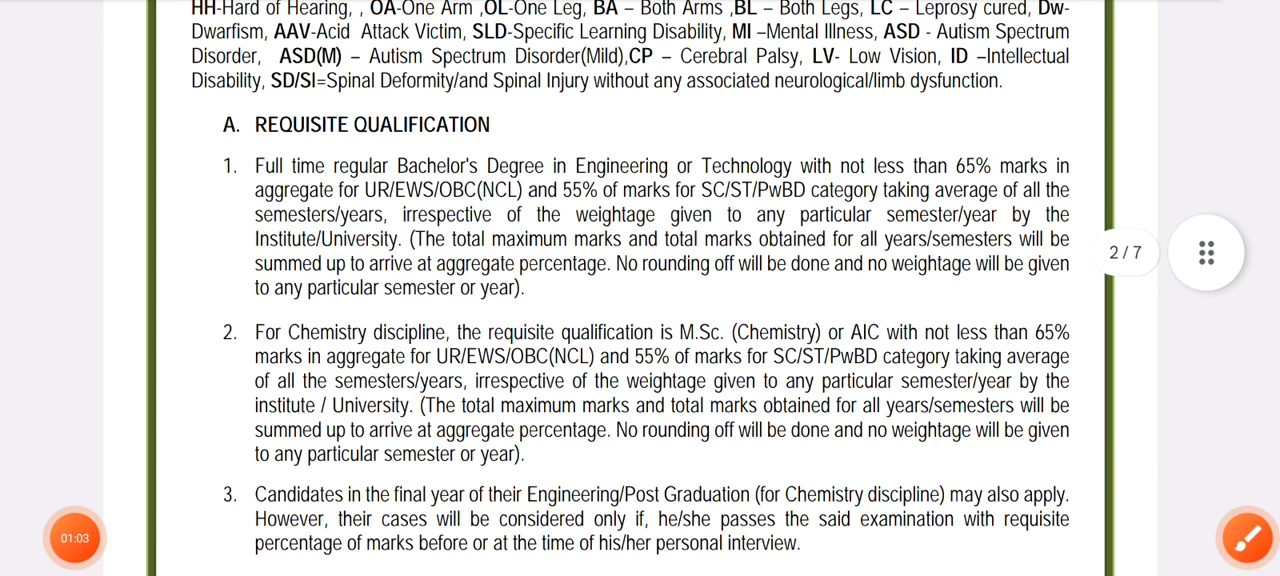 HH-Hard of Hearing, , OA-One Arm ,OL-One Leg, BA – Both Arms ,BL – Both Legs, LC – Leprosy cured, Dw-
Dwarfism, AAV-Acid Attack Victim, SLD-Specific Learning Disability, MI –Mental Illness, ASD - Autism Spectrum
Disorder, ASD(M) – Autism Spectrum Disorder(Mild),CP – Cerebral Palsy, LV- Low Vision, ID –Intellectual
Disability, SD/SI=Spinal Deformity/and Spinal Injury without any associated neurological/limb dysfunction.
A. REQUISITE QUALIFICATION
1. Full time regular Bachelor's Degree in Engineering or Technology with not less than 65% marks in
aggregate for UR/EWS/OBC(NCL) and 55% of marks for SC/ST/PwBD category taking average of all the
semesters/years, irrespective of the weightage given to any particular semester/year by the
Institute/University. (The total maximum marks and total marks obtained for all years/semesters will be
summed up to arrive at aggregate percentage. No rounding off will be done and no weightage will be given
to any particular semester or year).
2 / 7
2. For Chemistry discipline, the requisite qualification is M.Sc. (Chemistry) or AIC with not less than 65%
marks in aggregate for UR/EWS/OBC(NCL) and 55% of marks for SC/ST/PwBD category taking average
of all the semesters/years, irrespective of the weightage given to any particular semester/year by the
institute / University. (The total maximum marks and total marks obtained for all years/semesters will be
summed up to arrive at aggregate percentage. No rounding off will be done and no weightage will be given
to any particular semester or year).
3. Candidates in the final year of their Engineering/Post Graduation (for Chemistry discipline) may also apply.
However, their cases will be considered only if, he/she passes the said examination with requisite
percentage of marks before or at the time of his/her personal interview.
01:03